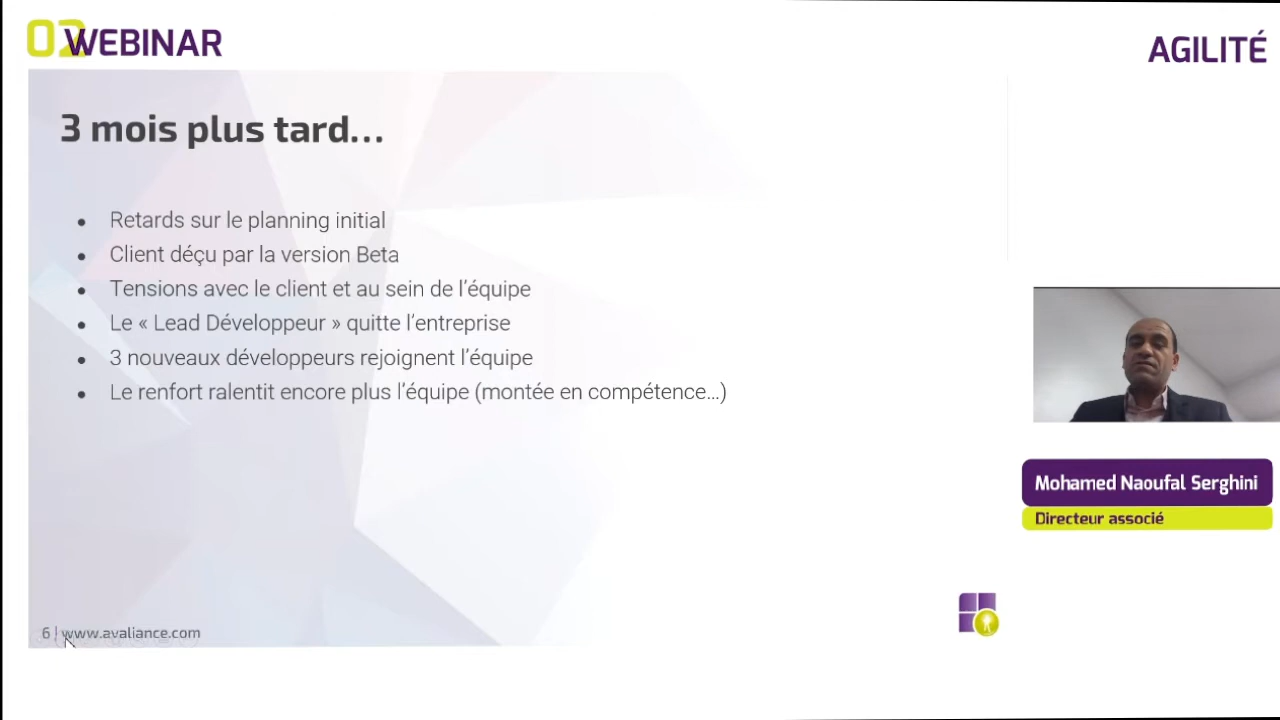 02 WEBINAR
AGILITÉ
3 mois plus tard...
• Retards sur le planning initial
• Client déçu par la version Beta
• Tensions avec le client et au sein de l’équipe
• Le « Lead Développeur » quitte l’entreprise
• 3 nouveaux développeurs rejoignent l’équipe
• Le renfort ralentit encore plus l’équipe (montée en compétence...)
Mohamed Naoufal Serghini
Directeur associé
6 | www.avaliance.com